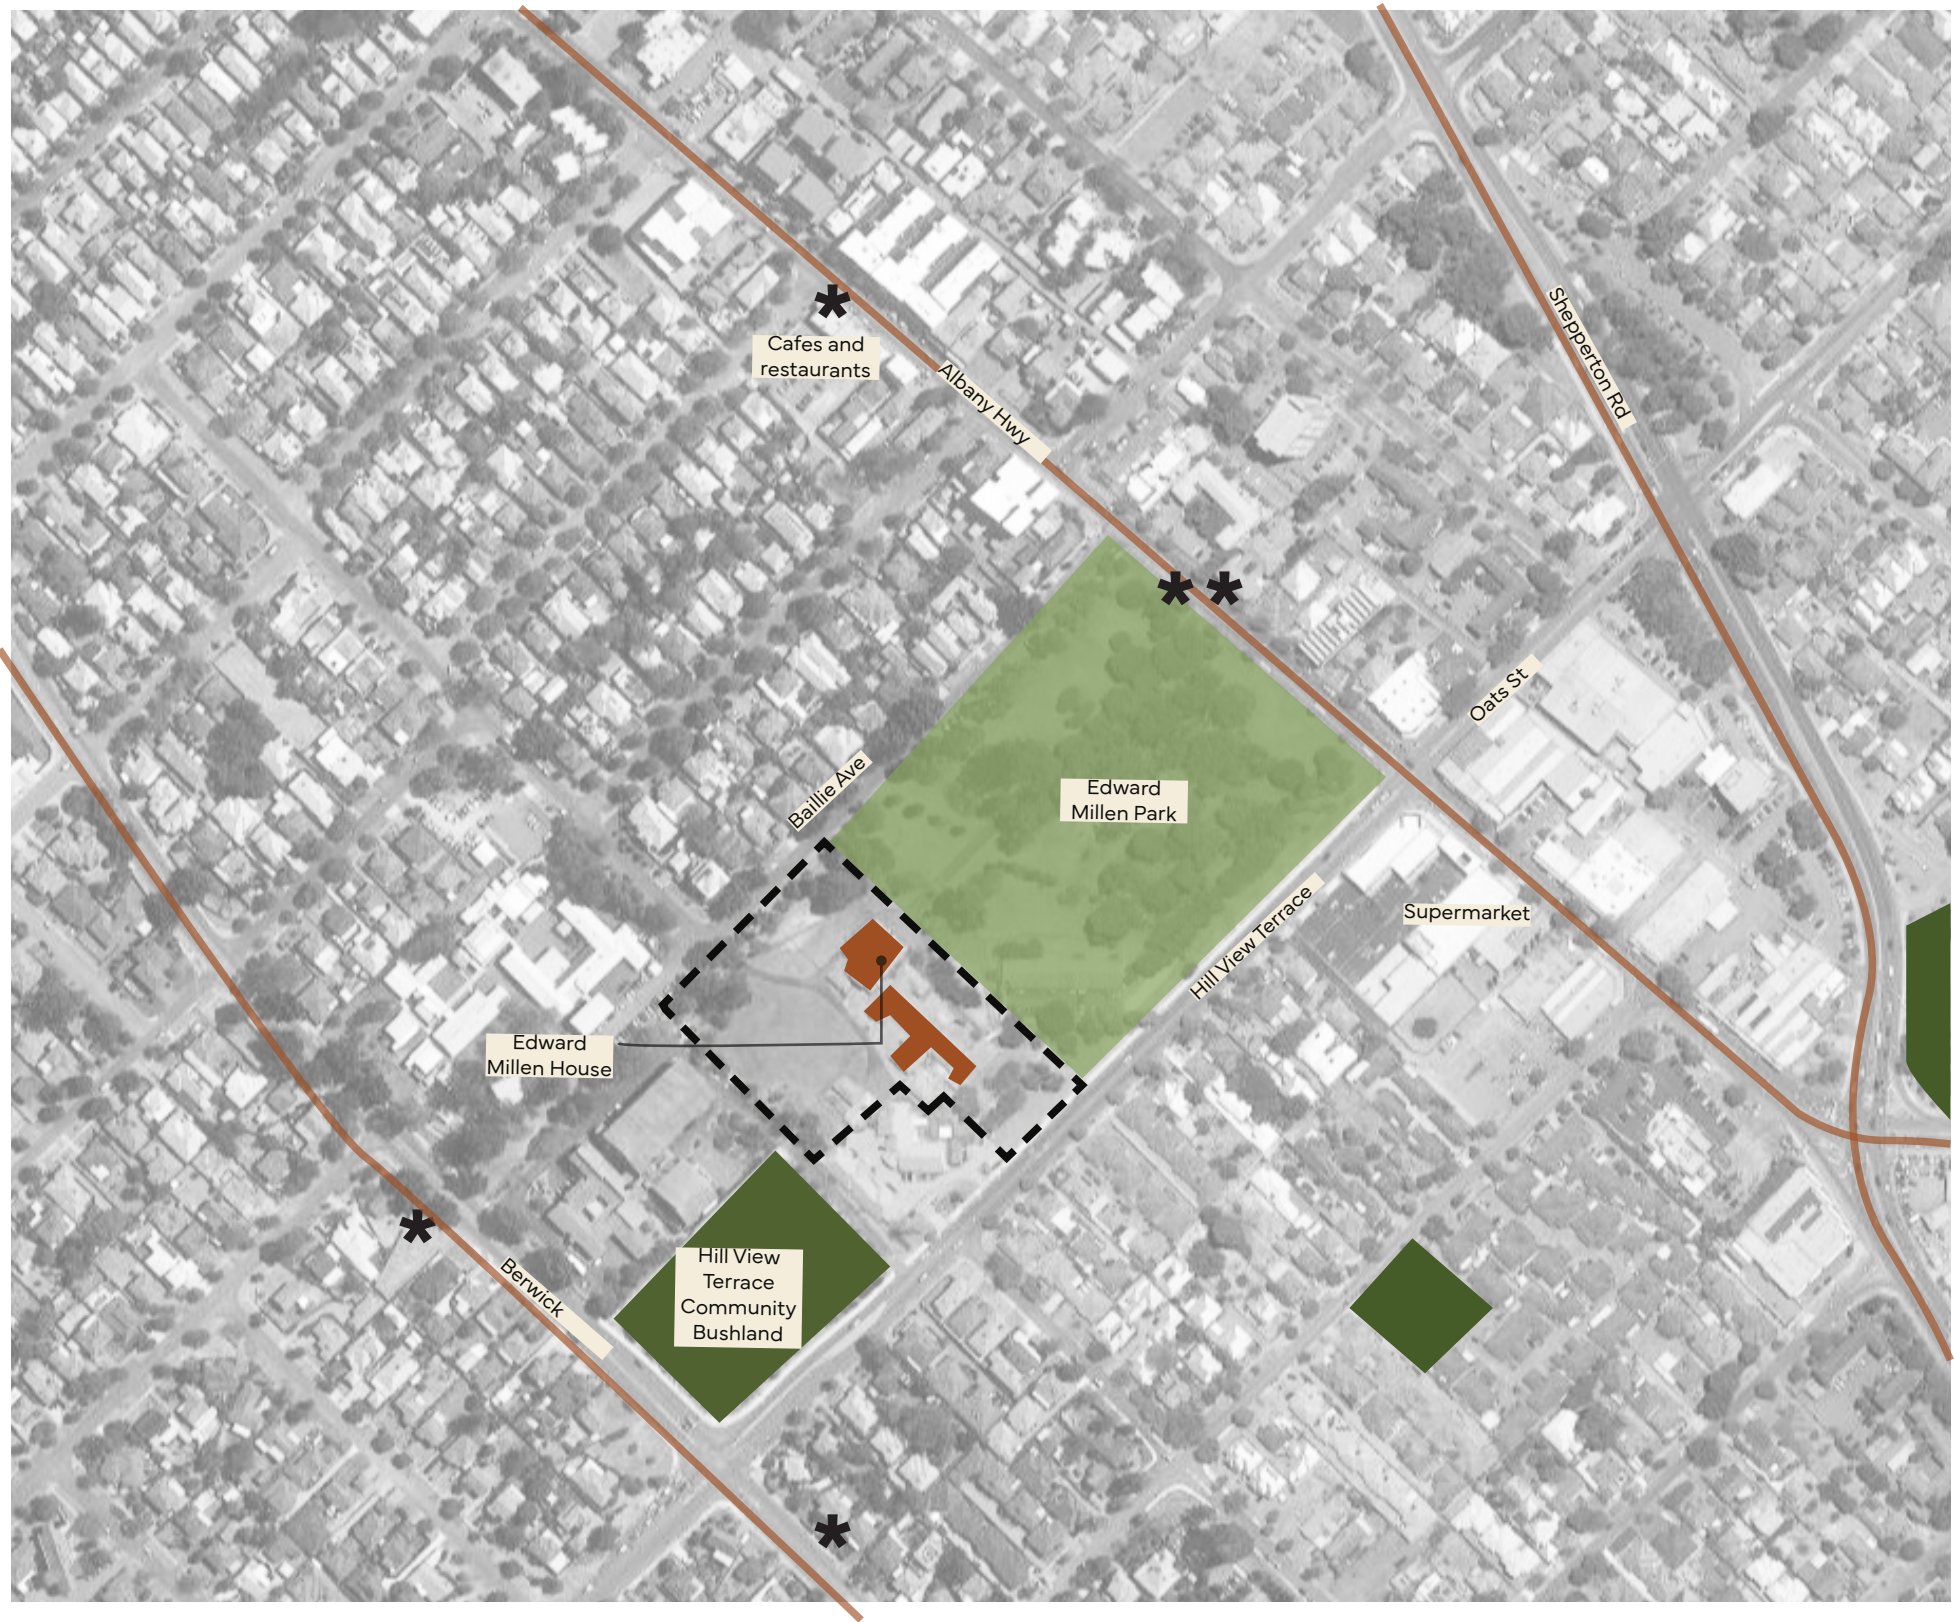 Shepperton Rd
Cafes and
restaurants
Albany Hwy
Oats St
Baillie Ave
Edward
Millen Park
Supermarket
Hill View Terrace
Edward
Millen House
Berwick
Hill View
Terrace
Community
Bushland